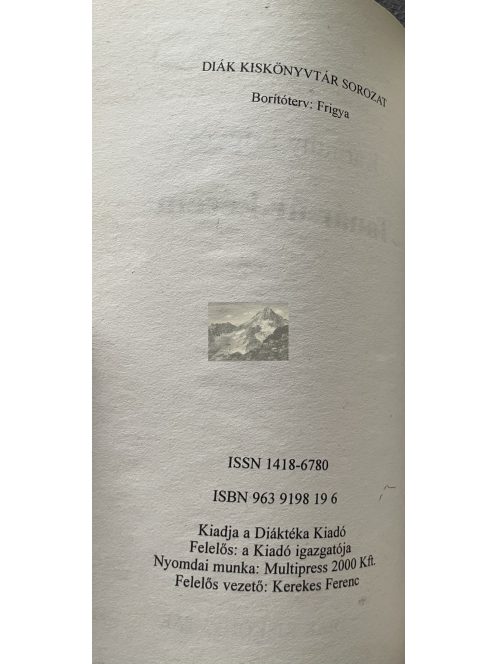 DIÁK KISKÖNYVTÁR SOROZAT
Borítóterv: Frigya
ISSN 1418-6780
ISBN 963 9198 19 6
Kiadja a Diáktéka Kiadó
Felelős: a Kiadó igazgatója
Nyomdai munka: Multipress 2000 Kft.
Felelős vezető: Kerekes Ferenc